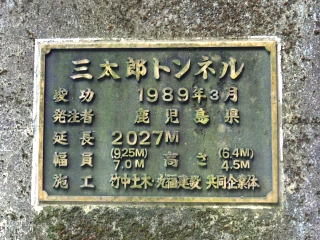 三太郎トンネル
竣功 1989年3月
発注者 鹿児島県
延長 2027M
幅員 (9.25M) 7.0M 高さ (6.4M) 4.5M
施工 竹中土木・丸福建設 共同企業体